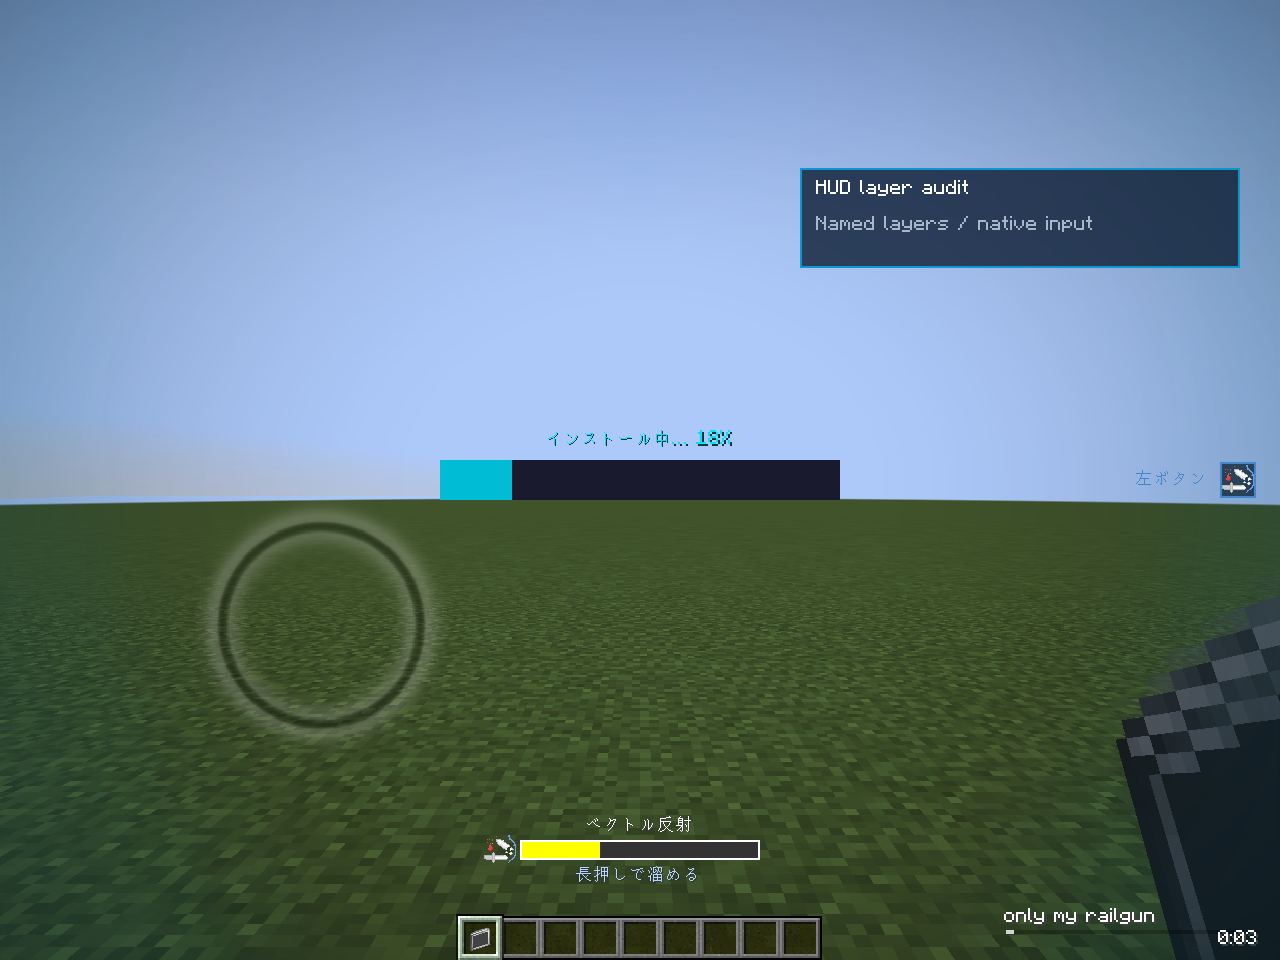 HUD layer audit
Named layers / native input
インストール中... 18%
左ボタン
ベクトル反射
長押しで溜める
only my railgun
0:03